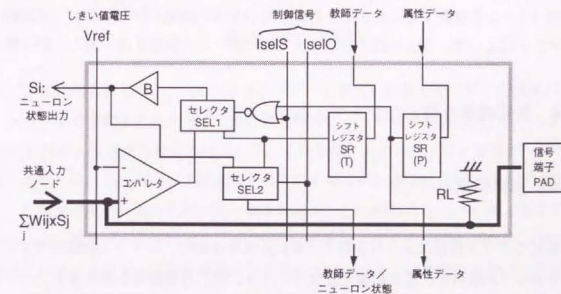 しきい値電圧
Vref
制御信号
IselS IselO
教師データ
属性データ
Si:
ニューロン
状態出力
B
セレクタ
SEL1
シフト
レジスタ
SR
(T)
シフト
レジスタ
SR
(P)
信号
端子
PAD
共通入力
ノード
ΣWijxSj
j
-
コンパレータ
+
セレクタ
SEL2
RL
教師データ/
ニューロン状態
属性データ